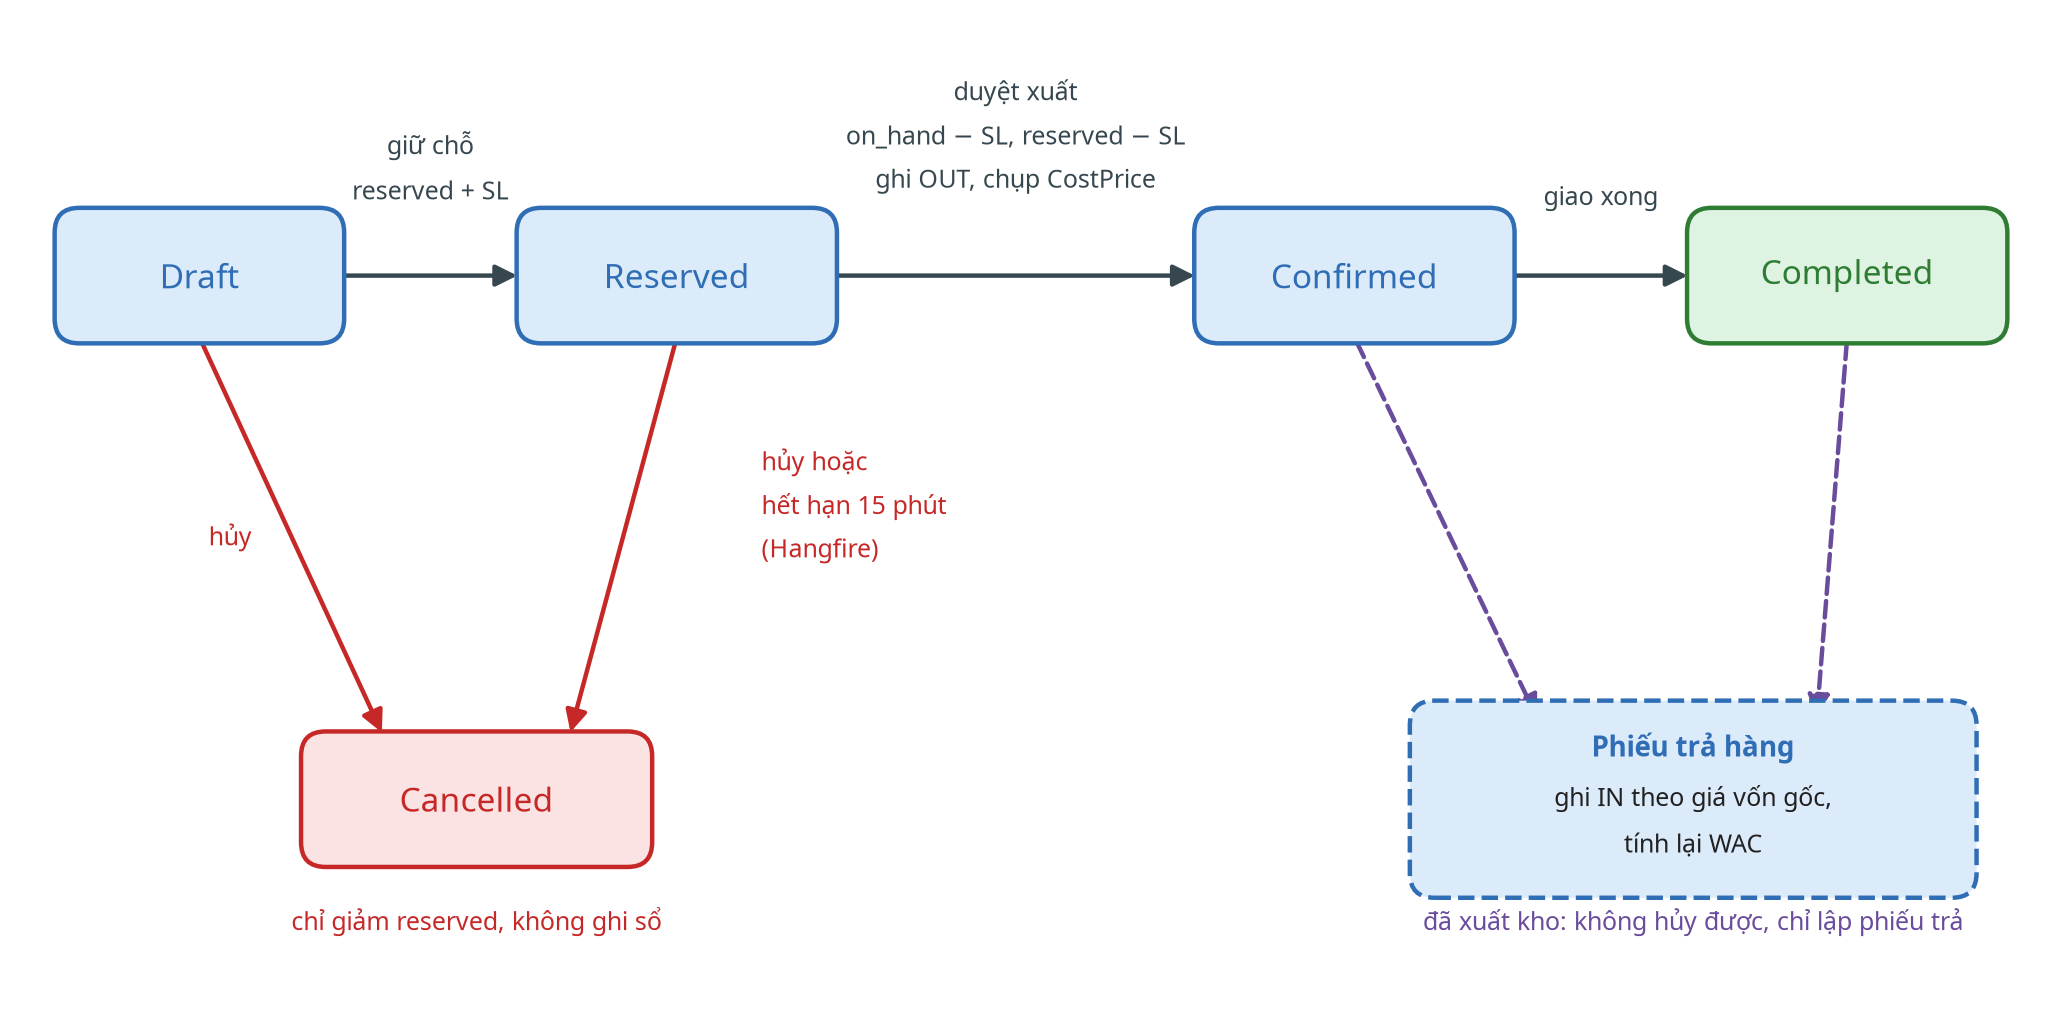 duyệt xuất
on_hand − SL, reserved − SL
ghi OUT, chụp CostPrice
giữ chỗ
reserved + SL
giao xong
Draft
Reserved
Confirmed
Completed
hủy
hủy hoặc
hết hạn 15 phút
(Hangfire)
Cancelled
chỉ giảm reserved, không ghi sổ
Phiếu trả hàng
ghi IN theo giá vốn gốc,
tính lại WAC
đã xuất kho: không hủy được, chỉ lập phiếu trả